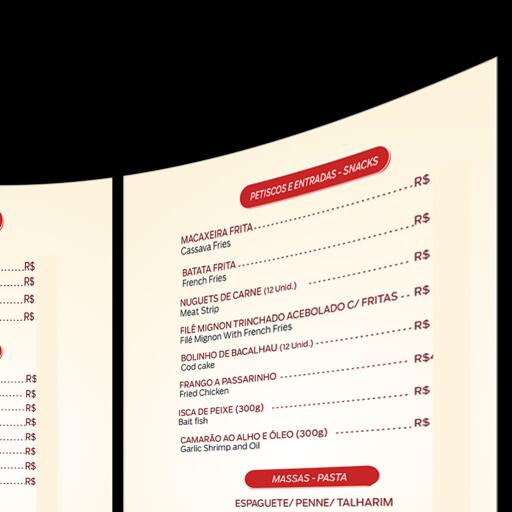 PETISCOS E ENTRADAS - SNACKS
MACAXEIRA FRITA........R$
Cassava Fries
BATATA FRITA........R$
French Fries
NUGUETS DE CARNE (12 Unid.)........R$
Meat Strip
FILÉ MIGNON TRINCHADO ACEBOLADO C/ FRITAS...R$
Filé Mignon With French Fries
BOLINHO DE BACALHAU (12 Unid.)........R$
Cod cake
FRANGO A PASSARINHO........R$
Fried Chicken
ISCA DE PEIXE (300g)........R$
Bait fish
CAMARÃO AO ALHO E ÓLEO (300g)........R$
Garlic Shrimp and Oil
MASSAS - PASTA
ESPAGUETE/ PENNE/ TALHARIM
......R$
......R$
......R$
......R$
......R$
......R$
......R$
......R$
......R$
......R$
......R$
......R$